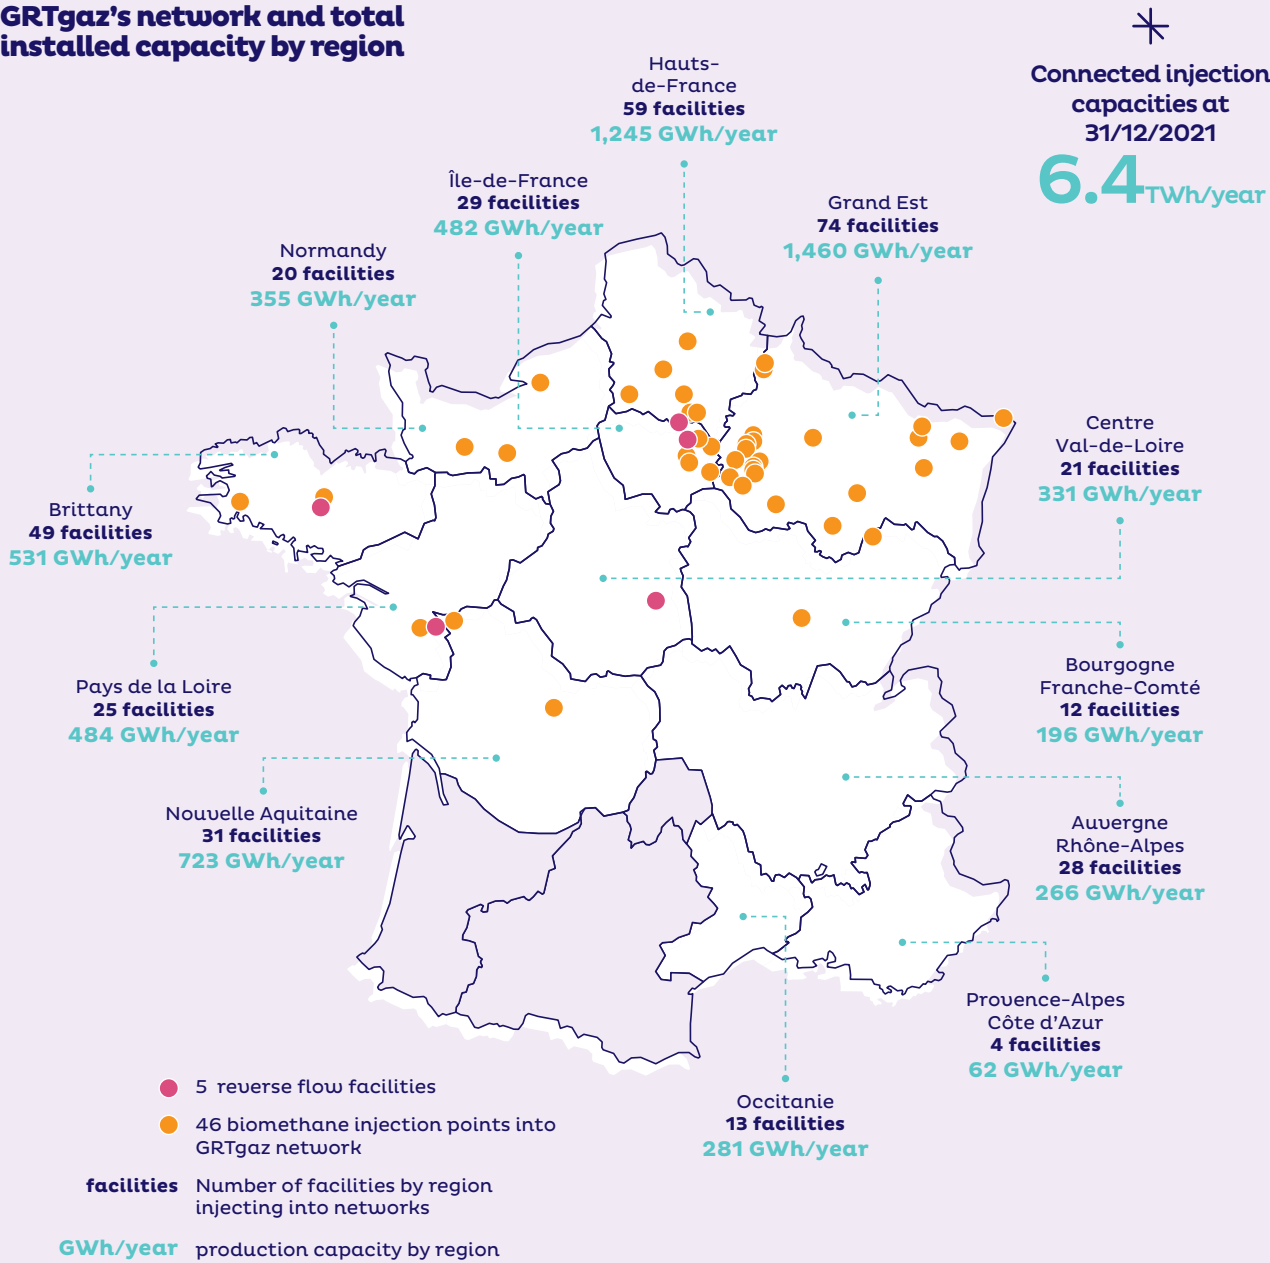 GRTgaz's network and total
installed capacity by region
Connected injection
capacities at
31/12/2021
6.4 TWh/year
Hauts-
de-France
59 facilities
1,245 GWh/year
Île-de-France
29 facilities
482 GWh/year
Grand Est
74 facilities
1,460 GWh/year
Normandy
20 facilities
355 GWh/year
Centre
Val-de-Loire
21 facilities
331 GWh/year
Brittany
49 facilities
531 GWh/year
Bourgogne
Franche-Comté
12 facilities
196 GWh/year
Pays de la Loire
25 facilities
484 GWh/year
Nouvelle Aquitaine
31 facilities
723 GWh/year
Auvergne
Rhône-Alpes
28 facilities
266 GWh/year
Provence-Alpes
Côte d'Azur
4 facilities
62 GWh/year
Occitanie
13 facilities
281 GWh/year
5 reverse flow facilities
46 biomethane injection points into
GRTgaz network
facilities Number of facilities by region
injecting into networks
GWh/year production capacity by region